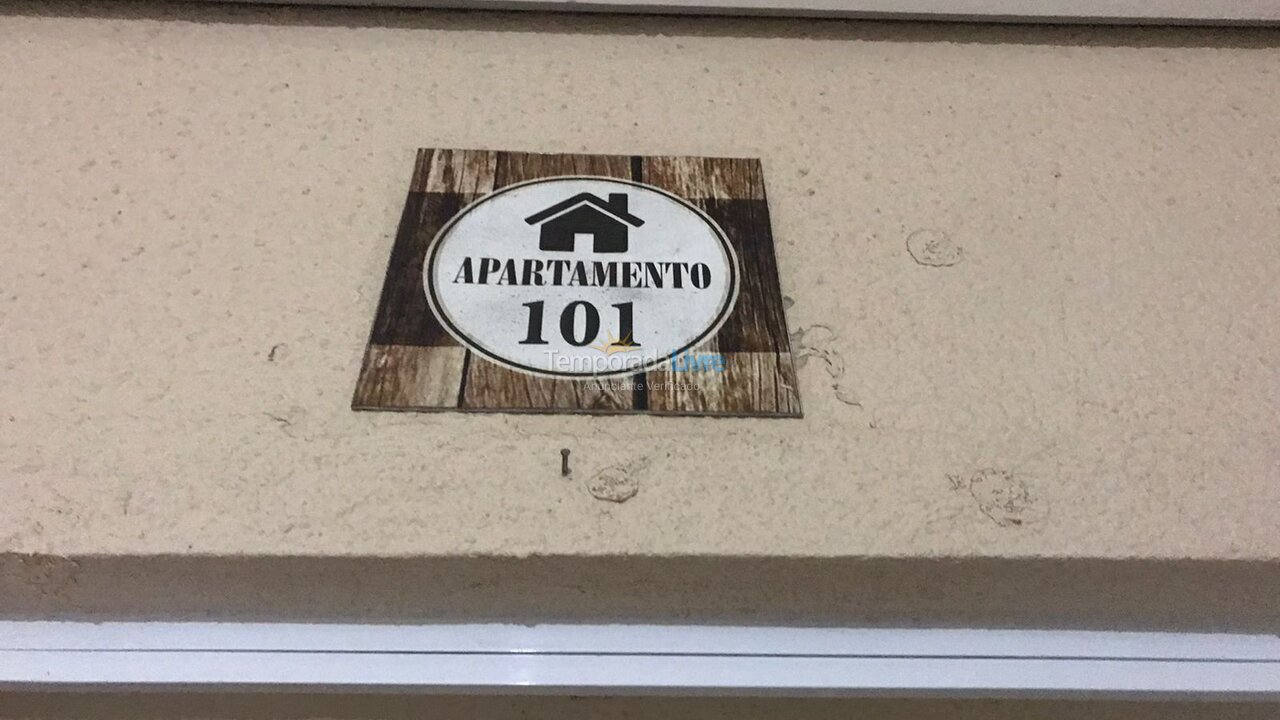 APARTAMENTO
101
TemporadaLivre
Anunciante Verificado